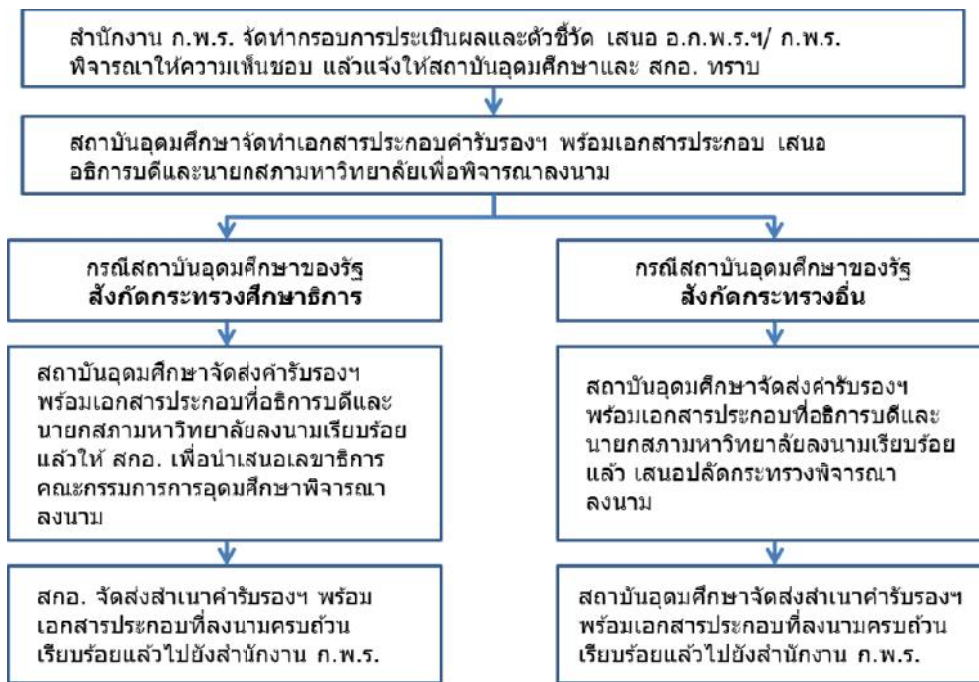 สำนักงาน ก.พ.ร. จัดทำกรอบการประเมินผลและตัวชี้วัด เสนอ อ.ก.พ.ร.ฯ/ ก.พ.ร.
พิจารณาให้ความเห็นชอบ แล้วแจ้งให้สถาบันอุดมศึกษาและ สกอ. ทราบ
สถาบันอุดมศึกษาจัดทำเอกสารประกอบคำรับรองฯ พร้อมเอกสารประกอบ เสนอ
อธิการบดีและนายกสภามหาวิทยาลัยเพื่อพิจารณาลงนาม
กรณีสถาบันอุดมศึกษาของรัฐ
สังกัดกระทรวงศึกษาธิการ
สถาบันอุดมศึกษาจัดส่งคำรับรองฯ
พร้อมเอกสารประกอบที่อธิการบดีและ
นายกสภามหาวิทยาลัยลงนามเรียบร้อย
แล้วให้ สกอ. เพื่อนำเสนอเลขาธิการ
คณะกรรมการการอุดมศึกษาพิจารณา
ลงนาม
สกอ. จัดส่งสำเนาคำรับรองฯ พร้อม
เอกสารประกอบที่ลงนามครบถ้วน
เรียบร้อยแล้วไปยังสำนักงาน ก.พ.ร.
กรณีสถาบันอุดมศึกษาของรัฐ
สังกัดกระทรวงอื่น
สถาบันอุดมศึกษาจัดส่งคำรับรองฯ
พร้อมเอกสารประกอบที่อธิการบดีและ
นายกสภามหาวิทยาลัยลงนามเรียบร้อย
แล้ว เสนอปลัดกระทรวงพิจารณา
ลงนาม
สถาบันอุดมศึกษาจัดส่งสำเนาคำรับรองฯ
พร้อมเอกสารประกอบที่ลงนามครบถ้วน
เรียบร้อยแล้วไปยังสำนักงาน ก.พ.ร.